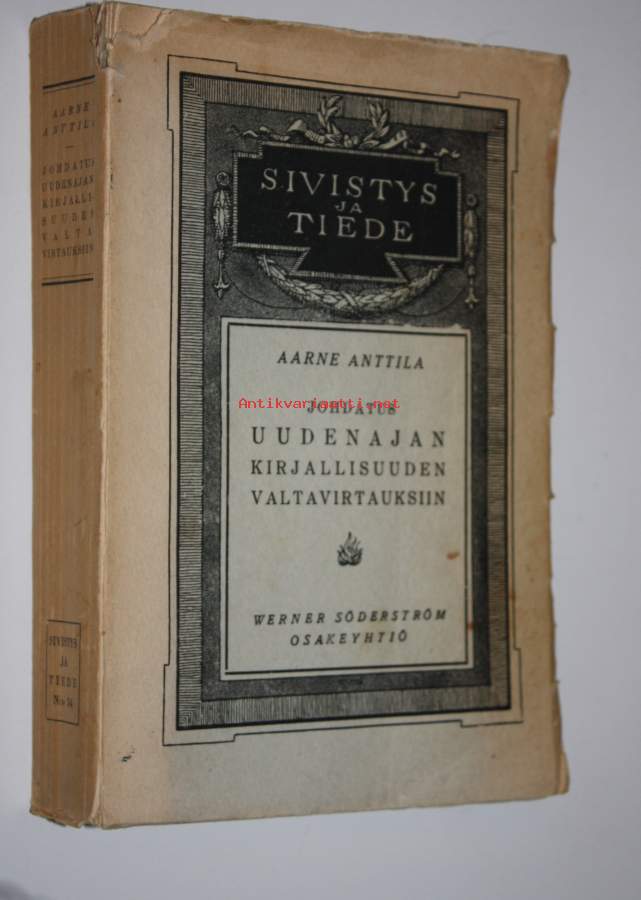 AARNE
ANTTILA
JOHDATUS
UUDENAJAN
KIRJALLI-
SUUDEN
VALTA
VIRTAUKSIIN
SIVISTYS
JA
TIEDE
N:o 54
SIVISTYS
JA
TIEDE
AARNE ANTTILA
Antikvariaatti.net
JOHDATUS
UUDENAJAN
KIRJALLISUUDEN
VALTAVIRTAUKSIIN
WERNER SÖDERSTRÖM
OSAKEYHTIÖ